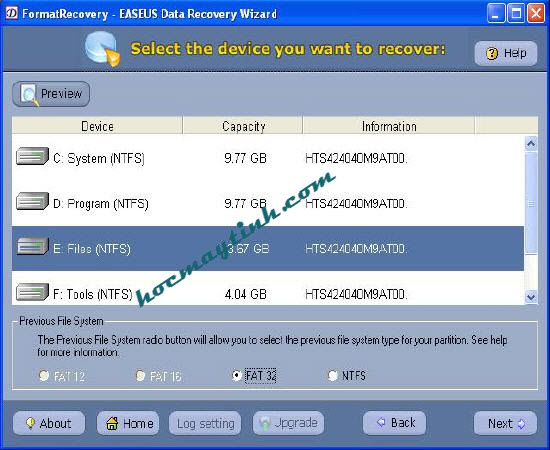 FormatRecovery - EASEUS Data Recovery Wizard
Select the device you want to recover:
Help
Preview
Device Capacity Information
C: System (NTFS) 9.77 GB HTS424040M9AT00.
D: Program (NTFS) 9.77 GB HTS424040M9AT00.
E: Files (NTFS) 3.67 GB HTS424040M9AT00.
F: Tools (NTFS) 4.04 GB HTS424040M9AT00.
hocmaytinh.com
Previous File System
The Previous File System radio button will allow you to select the previous file system type for your partition. See help
for more information.
FAT 12 FAT 16 FAT 32 NTFS
About Home Log setting Upgrade Back Next